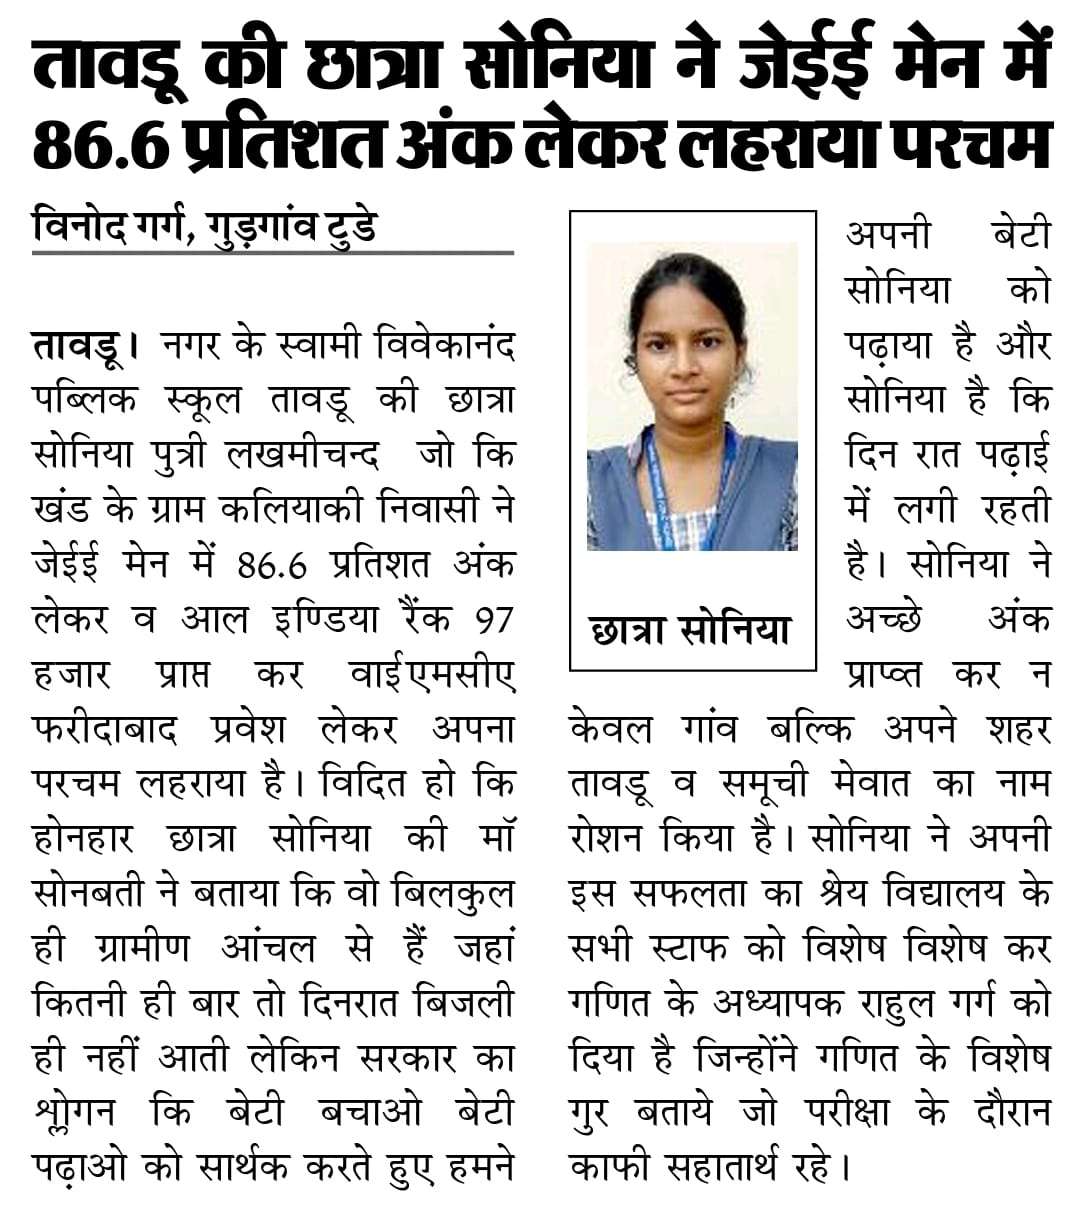 तावडू की छात्रा सोनिया ने जेईई मेन में
86.6 प्रतिशत अंक लेकर लहराया परचम
विनोद गर्ग, गुड़गांव टुडे
तावडू। नगर के स्वामी विवेकानंद
पब्लिक स्कूल तावडू की छात्रा
सोनिया पुत्री लखमीचन्द जो कि
खंड के ग्राम कलियाकी निवासी ने
जेईई मेन में 86.6 प्रतिशत अंक
लेकर व आल इण्डिया रैंक 97
हजार प्राप्त कर वाईएमसीए
फरीदाबाद प्रवेश लेकर अपना
परचम लहराया है। विदित हो कि
होनहार छात्रा सोनिया की मॉ
सोनबती ने बताया कि वो बिलकुल
ही ग्रामीण आंचल से हैं जहां
कितनी ही बार तो दिनरात बिजली
ही नहीं आती लेकिन सरकार का
श्लोगन कि बेटी बचाओ बेटी
पढ़ाओ को सार्थक करते हुए हमने
छात्रा सोनिया
अपनी बेटी
सोनिया को
पढ़ाया है और
सोनिया है कि
दिन रात पढ़ाई
में लगी रहती
है। सोनिया ने
अच्छे अंक
प्राप्त कर न
केवल गांव बल्कि अपने शहर
तावडू व समूची मेवात का नाम
रोशन किया है। सोनिया ने अपनी
इस सफलता का श्रेय विद्यालय के
सभी स्टाफ को विशेष विशेष कर
गणित के अध्यापक राहुल गर्ग को
दिया है जिन्होंने गणित के विशेष
गुर बताये जो परीक्षा के दौरान
काफी सहातार्थ रहे।